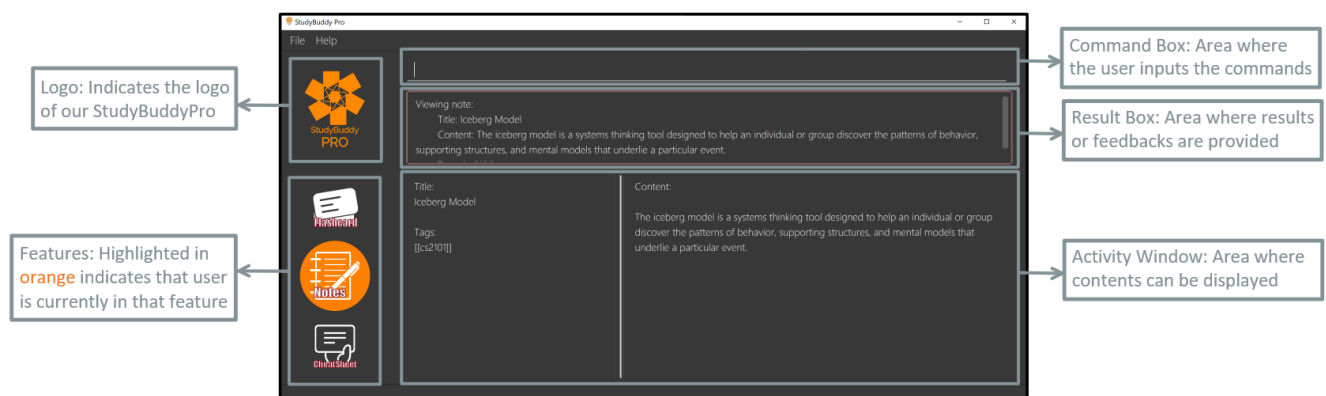 StudyBuddy Pro
File Help
Logo: Indicates the logo
of our StudyBuddyPro
StudyBuddy
PRO
Command Box: Area where
the user inputs the commands
Viewing note:
Title: Iceberg Model
Content: The iceberg model is a systems thinking tool designed to help an individual or group discover the patterns of behavior,
supporting structures, and mental models that underlie a particular event.
Result Box: Area where results
or feedbacks are provided
Features: Highlighted in
orange indicates that user
is currently in that feature
Flashcard
Notes
CheatSheet
Title:
Iceberg Model
Tags:
[[cs2101]]
Content:
The iceberg model is a systems thinking tool designed to help an individual or group
discover the patterns of behavior, supporting structures, and mental models that
underlie a particular event.
Activity Window: Area where
contents can be displayed